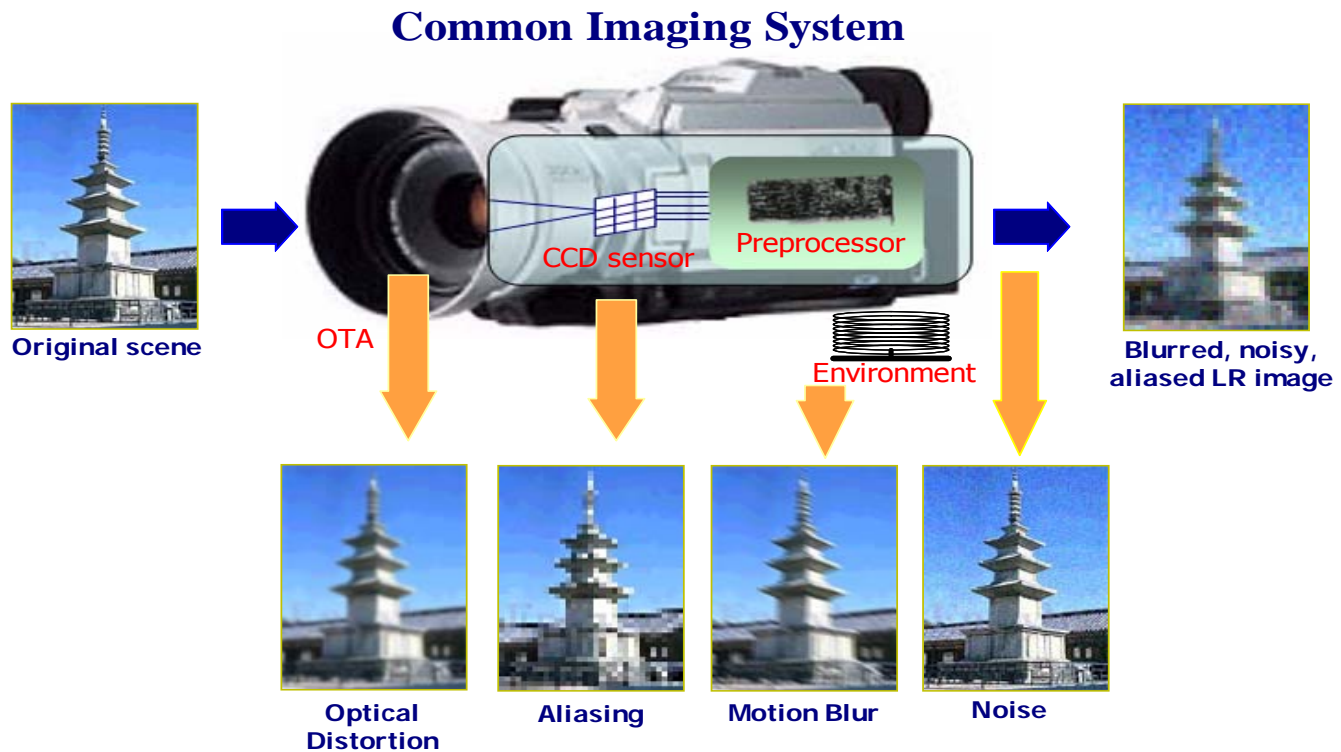 Common Imaging System
CCD sensor
Preprocessor
Original scene
OTA
Environment
Blurred, noisy,
aliased LR image
Optical
Distortion
Aliasing
Motion Blur
Noise